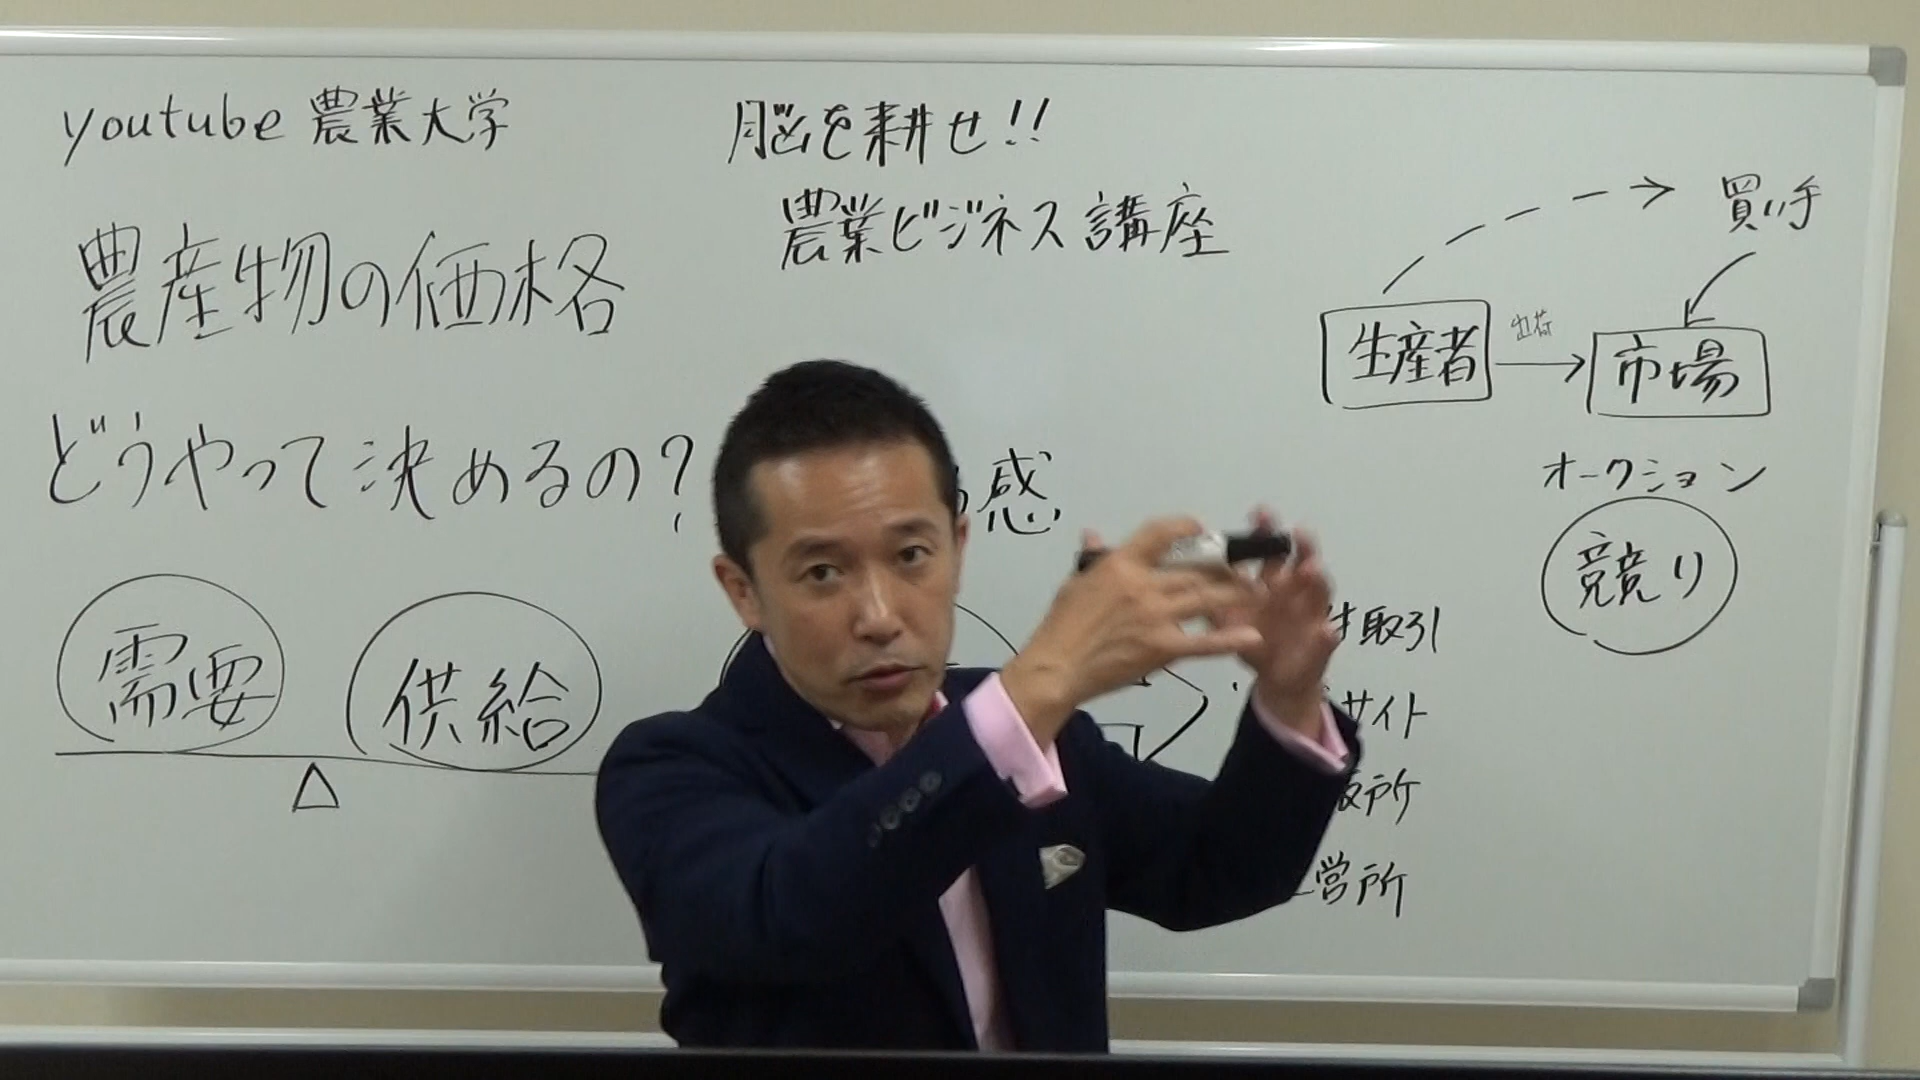 youtube 農業大学
脳を耕せ!!
農業ビジネス講座
農産物の価格
どうやって決めるの?
感
需要
供給
買い手
生産者
出荷
市場
オークション
競り
取引
サイト
所
営所